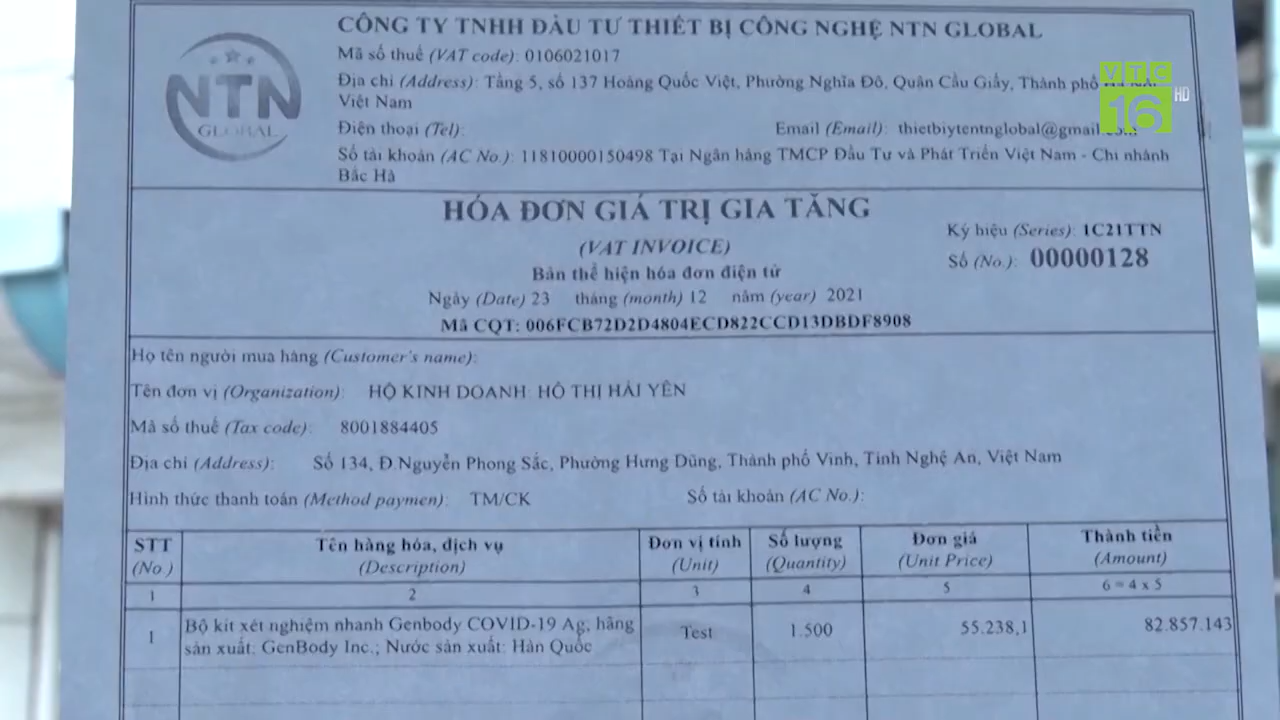 CÔNG TY TNHH ĐẦU TƯ THIẾT BỊ CÔNG NGHỆ NTN GLOBAL
Mã số thuế (VAT code): 0106021017
Địa chỉ (Address): Tầng 5, số 137 Hoàng Quốc Việt, Phường Nghĩa Đô, Quận Cầu Giấy, Thành phố
Việt Nam
Điện thoại (Tel):
Email (Email): thietbiytentnglobal@gmail.com
Số tài khoản (AC No.): 11810000150498 Tại Ngân hàng TMCP Đầu Tư và Phát Triển Việt Nam - Chi nhánh
Bắc Hà
NTN
GLOBAL
VTC
16 HD
HÓA ĐƠN GIÁ TRỊ GIA TĂNG
(VAT INVOICE)
Bản thể hiện hóa đơn điện tử
Ngày (Date) 23 tháng (month) 12 năm (year) 2021
Mã CQT: 006FCB72D2D4804ECD822CCD13DBDF8908
Ký hiệu (Series): 1C21TTN
Số (No.): 00000128
Họ tên người mua hàng (Customer's name):
Tên đơn vị (Organization): HỘ KINH DOANH: HỒ THỊ HẢI YẾN
Mã số thuế (Tax code): 8001884405
Địa chỉ (Address): Số 134, Đ.Nguyễn Phong Sắc, Phường Hưng Dũng, Thành phố Vinh, Tỉnh Nghệ An, Việt Nam
Hình thức thanh toán (Method paymen): TM/CK Số tài khoản (AC No.):
STT Tên hàng hóa, dịch vụ Đơn vị tính Số lượng Đơn giá Thành tiền
(No.) (Description) (Unit) (Quantity) (Unit Price) (Amount)
1 2 3 4 5 6 = 4 x 5
1 Bộ kit xét nghiệm nhanh Genbody COVID-19 Ag; hãng Test 1.500 55.238,1 82.857.143
sản xuất: GenBody Inc.; Nước sản xuất: Hàn Quốc